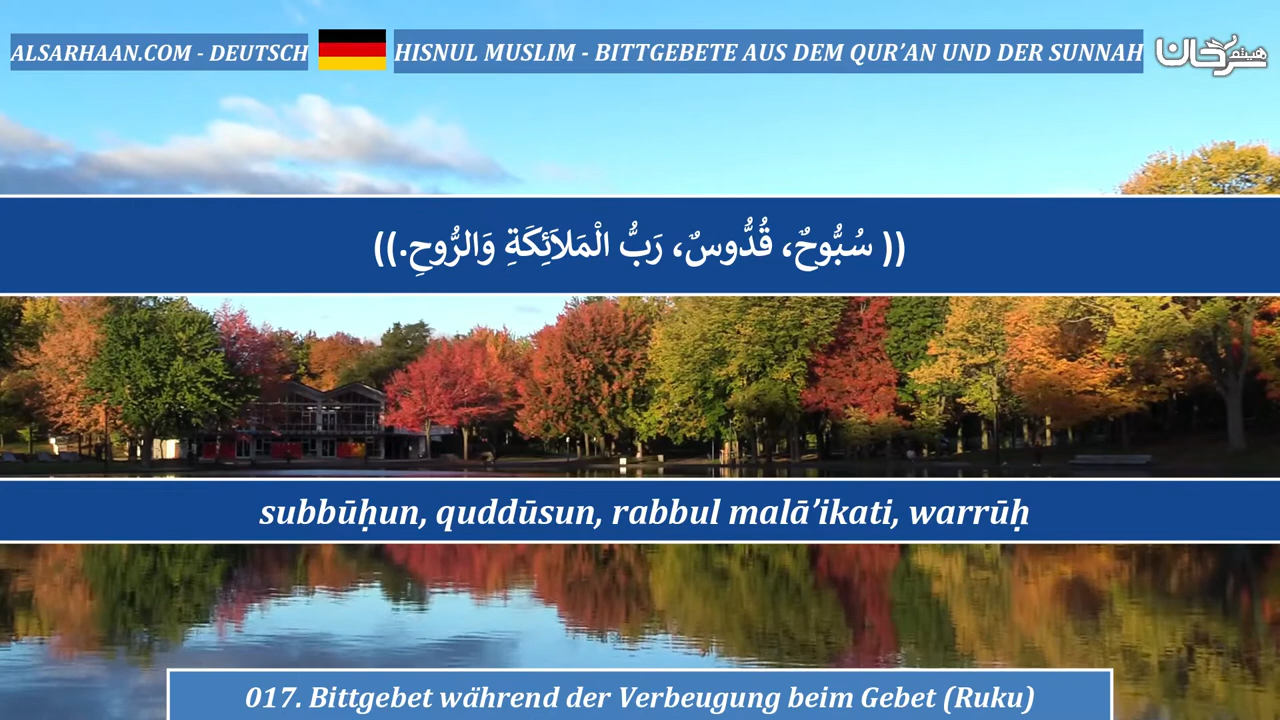 ALSARHAAN.COM - DEUTSCH
HISNUL MUSLIM - BITTGEBETE AUS DEM QUR’AN UND DER SUNNAH
هيثم سرحان
(( سُبُّوحٌ، قُدُّوسٌ، رَبُّ الْمَلاَئِكَةِ وَالرُّوحِ.))
subbūḥun, quddūsun, rabbul malā’ikati, warrūḥ
017. Bittgebet während der Verbeugung beim Gebet (Ruku)